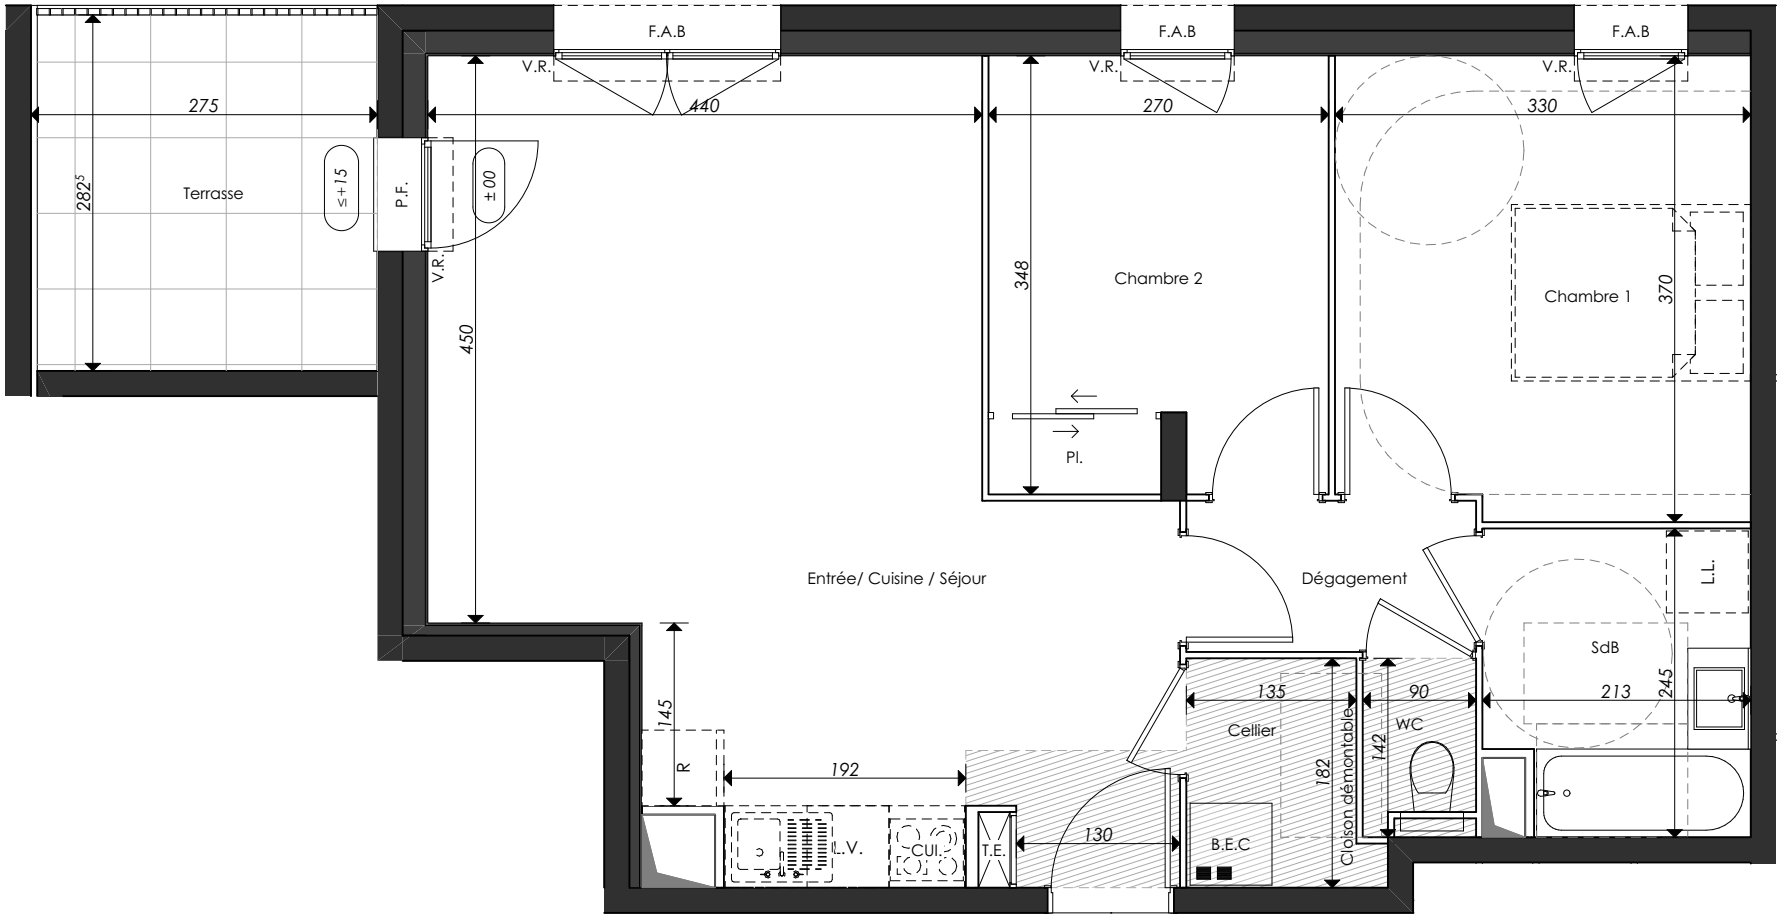 F.A.B
F.A.B
F.A.B
V.R.
V.R.
V.R.
275
440
270
330
282⁵
Terrasse
≤+15
P.F.
±00
V.R.
348
Chambre 2
Chambre 1
370
450
Pl.
Entrée/ Cuisine / Séjour
Dégagement
L.L.
SdB
145
135
90
213
245
Cellier
WC
142
R
192
182
Cloison démontable
130
L.V.
CUI.
T.E.
B.E.C